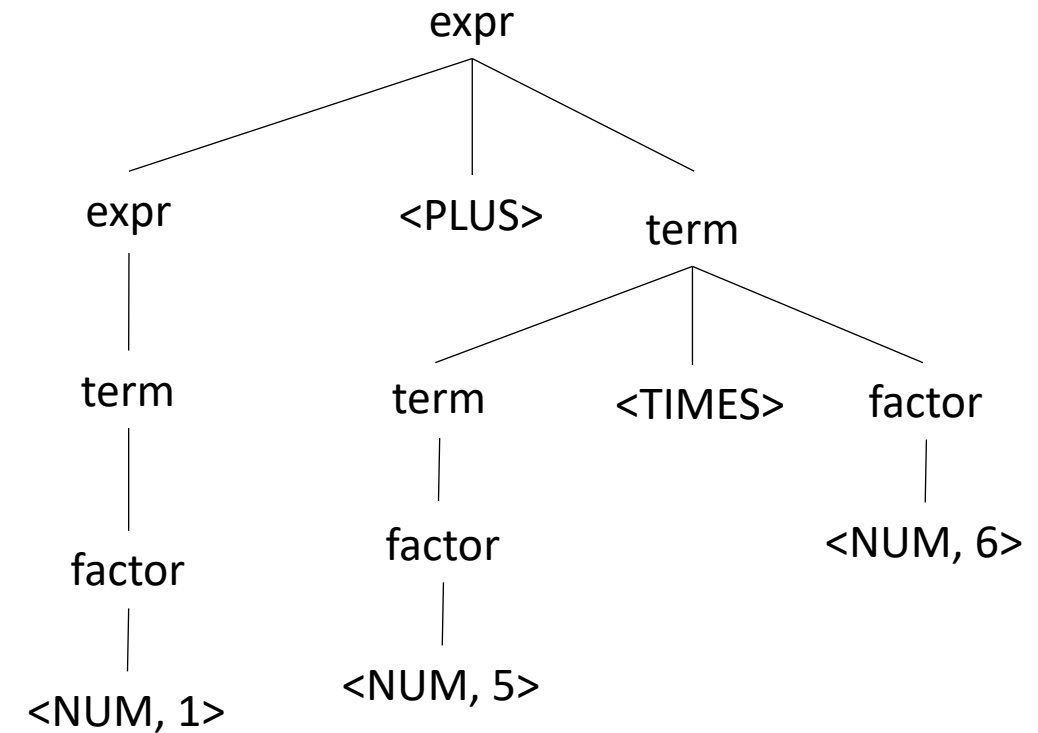 expr
expr <PLUS> term
term term <TIMES> factor
factor factor <NUM, 6>
<NUM, 1> <NUM, 5>